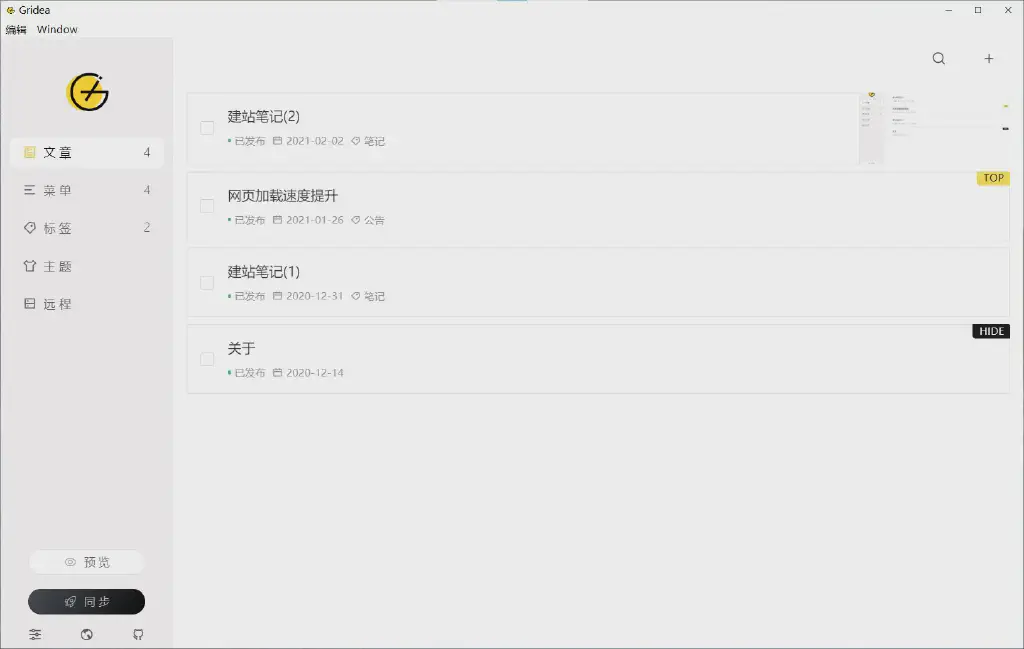 Gridea
编辑 Window
文章 4
菜单 4
标签 2
主题
远程
预览
同步
建站笔记(2)
已发布 2021-02-02 笔记
TOP
网页加载速度提升
已发布 2021-01-26 公告
建站笔记(1)
已发布 2020-12-31 笔记
HIDE
关于
已发布 2020-12-14